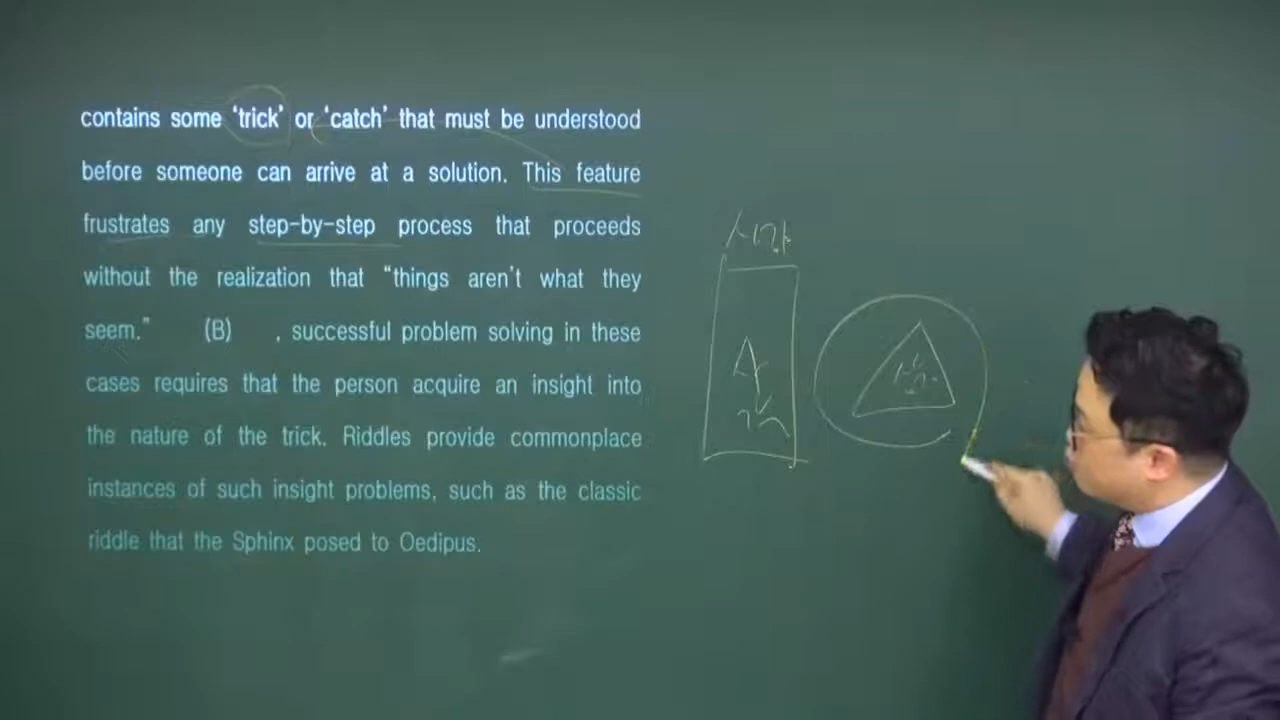 contains some ‘trick’ or ‘catch’ that must be understood
before someone can arrive at a solution. This feature
frustrates any step-by-step process that proceeds
without the realization that “things aren’t what they
seem.” (B) , successful problem solving in these
cases requires that the person acquire an insight into
the nature of the trick. Riddles provide commonplace
instances of such insight problems, such as the classic
riddle that the Sphinx posed to Oedipus.